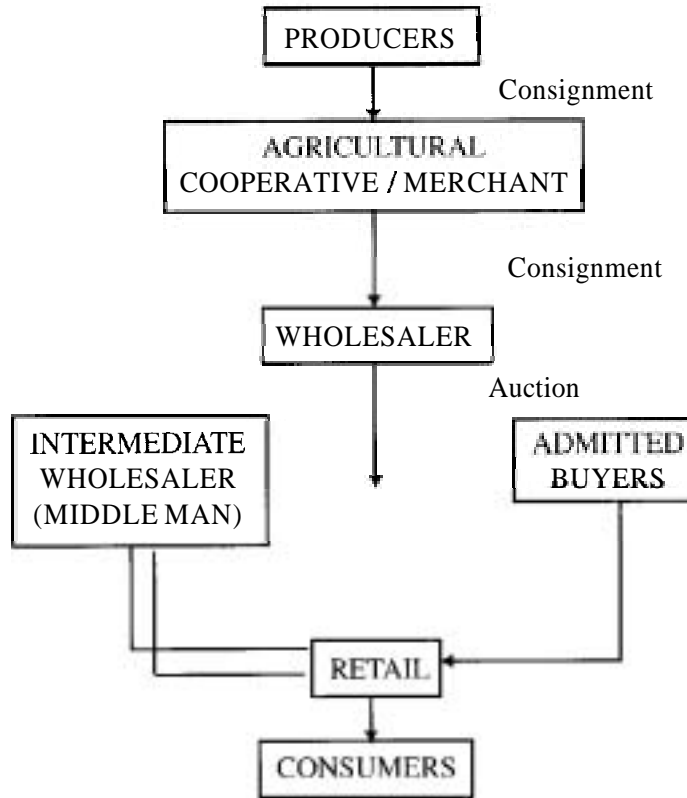 PRODUCERS
Consignment
AGRICULTURAL
COOPERATIVE / MERCHANT
Consignment
WHOLESALER
Auction
INTERMEDIATE
WHOLESALER
(MIDDLE MAN)
ADMITTED
BUYERS
RETAIL
CONSUMERS